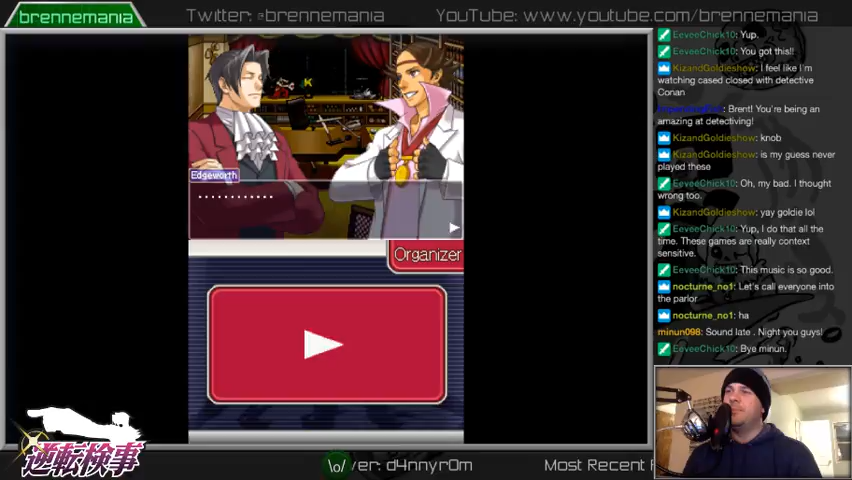 brennemania
Twitter: @brennemania
YouTube: www.youtube.com/brennemania
K
Edgeworth
............
Organizer
EeveeChick10: Yup.
EeveeChick10: You got this!!
KizandGoldieshow: I feel like I'm
watching cased closed with detective
Conan
: Brent! You're being an
amazing at detectiving!
KizandGoldieshow: knob
KizandGoldieshow: is my guess never
played these
EeveeChick10: Oh, my bad. I thought
wrong too.
KizandGoldieshow: yay goldie lol
EeveeChick10: Yup, I do that all the
time. These games are really context
sensitive.
EeveeChick10: This music is so good.
nocturne_no1: Let's call everyone into
the parlor
nocturne_no1: ha
minun098: Sound late . Night you guys!
EeveeChick10: Bye minun.
逆転検事
\o/
ver: d4nnyr0m
Most Recent